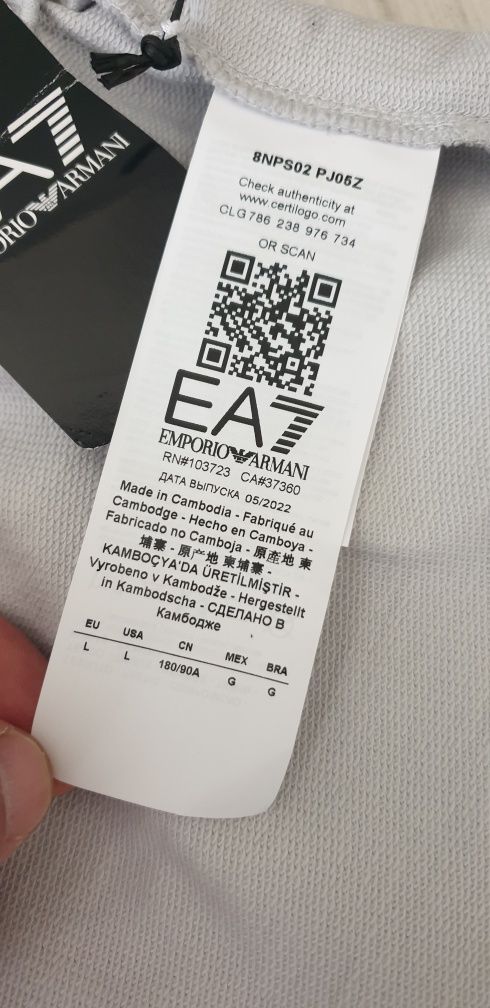 EA7
EMPORIO ARMANI
8NPS02 PJ05Z
Check authenticity at
www.certilogo.com
CLG 786 238 976 734
OR SCAN
EA7
EMPORIO ARMANI
RN#103723 CA#37360
ДАТА ВЫПУСКА 05/2022
Made in Cambodia - Fabriqué au
Cambodge - Hecho en Camboya -
Fabricado no Camboja - 原産地 柬
埔寨 - 原产地 柬埔寨 -
KAMBOÇYA'DA ÜRETİLMİŞTİR -
Vyrobeno v Kambodže - Hergestellt
in Kambodscha - СДЕЛАНО В
Камбодже
EU USA CN MEX BRA
L L 180/90A G G